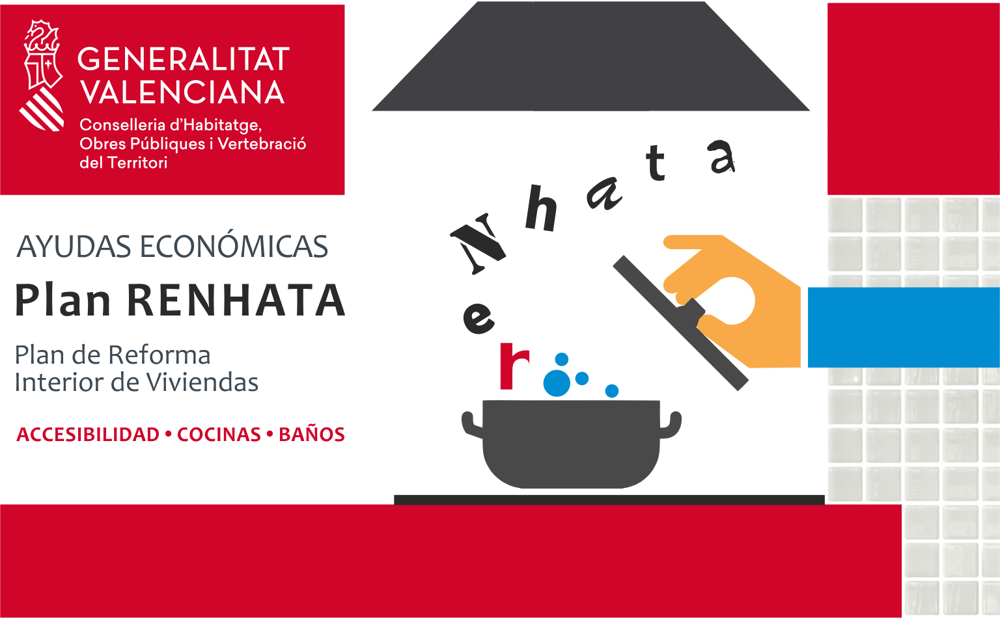 GENERALITAT
VALENCIANA
Conselleria d'Habitatge,
Obres Públiques i Vertebració
del Territori
AYUDAS ECONÓMICAS
Plan RENHATA
Plan de Reforma
Interior de Viviendas
ACCESIBILIDAD • COCINAS • BAÑOS
reNhata